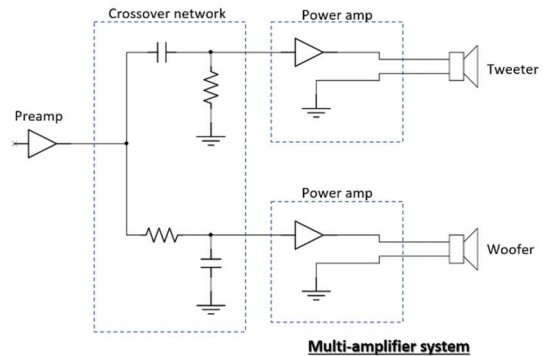 Crossover network
Power amp
Tweeter
Preamp
Power amp
Woofer
Multi-amplifier system